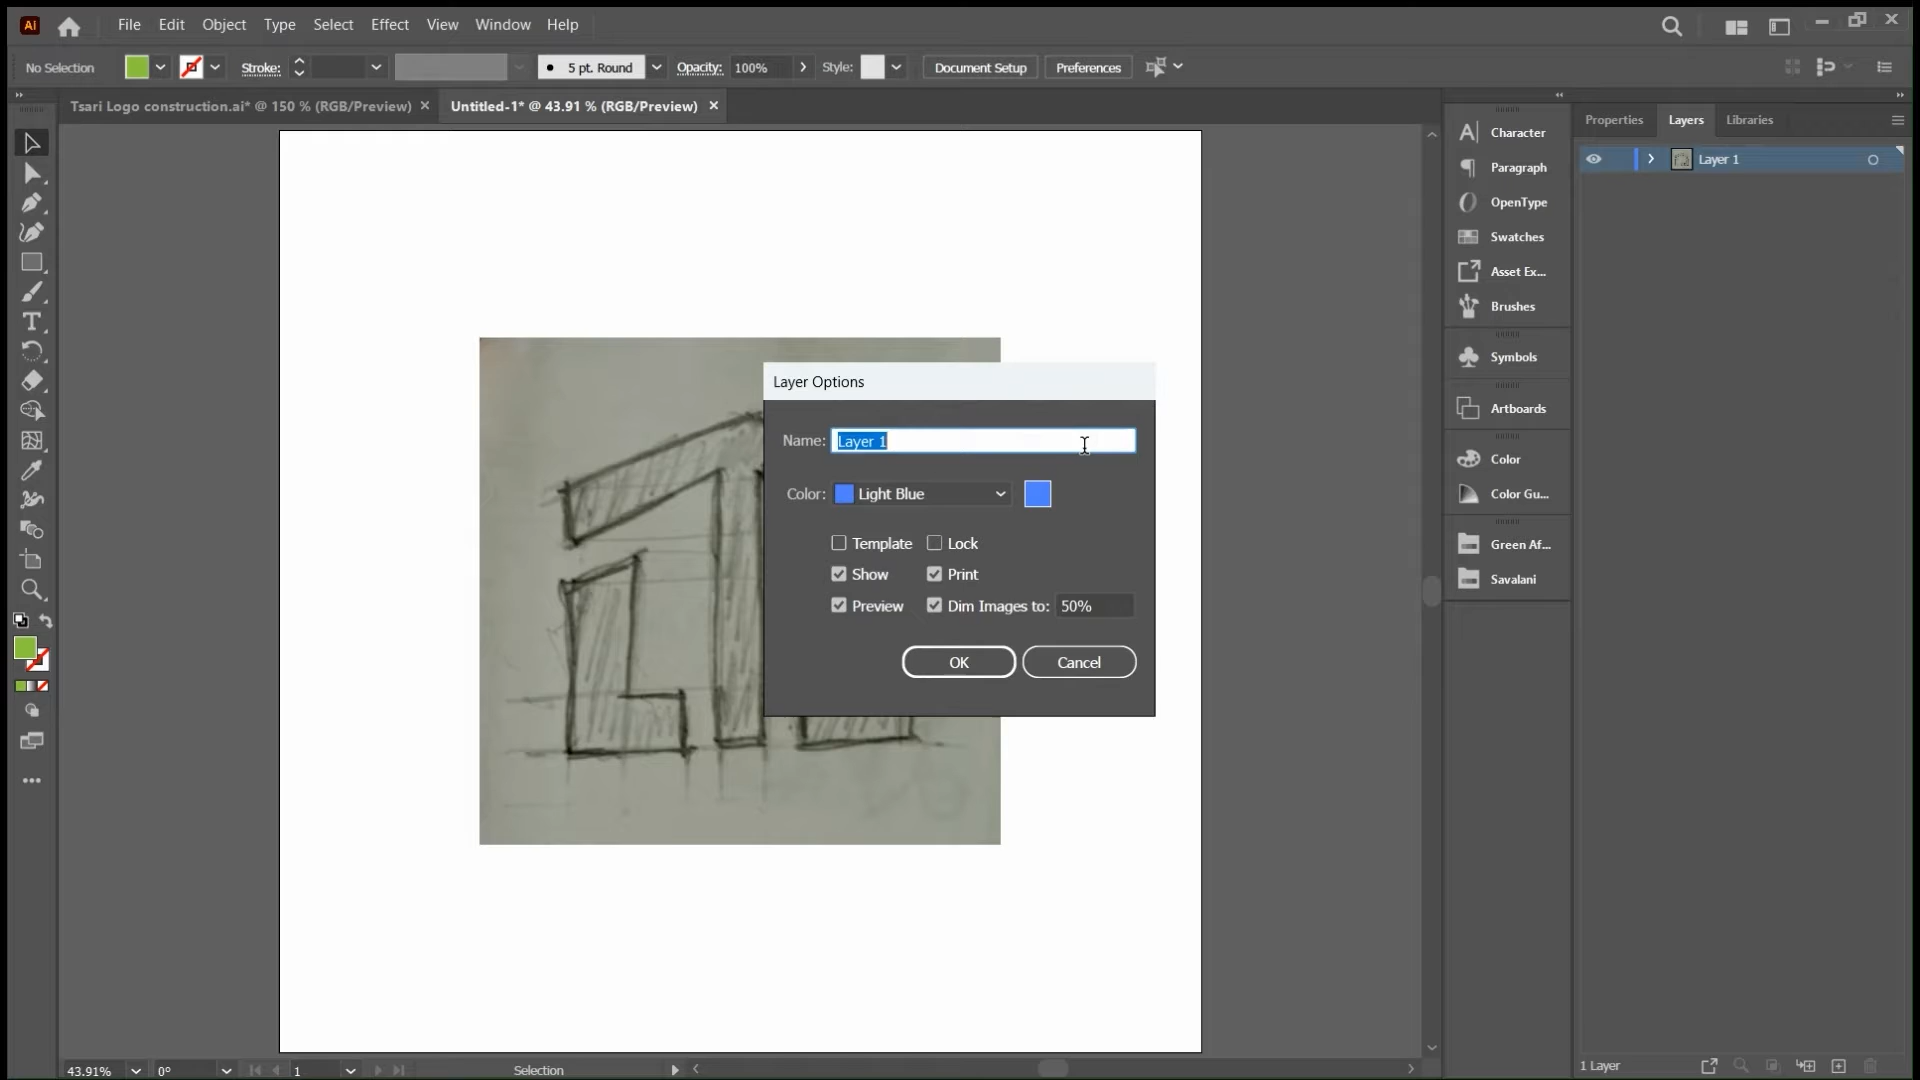 Ai File Edit Object Type Select Effect View Window Help
No Selection Stroke: 5 pt. Round Opacity: 100% Style: Document Setup Preferences
Tsari Logo construction.ai* @ 150 % (RGB/Preview) × Untitled-1* @ 43.91 % (RGB/Preview) ×
Properties Layers Libraries
Layer 1
Character
Paragraph
OpenType
Swatches
Asset Ex...
Brushes
Symbols
Artboards
Color
Color Gu...
Green Af...
Savalani
Layer Options
Name: Layer 1
Color: Light Blue
Template Lock
Show Print
Preview Dim Images to: 50%
OK Cancel
43.91% 0° 1 Selection
1 Layer